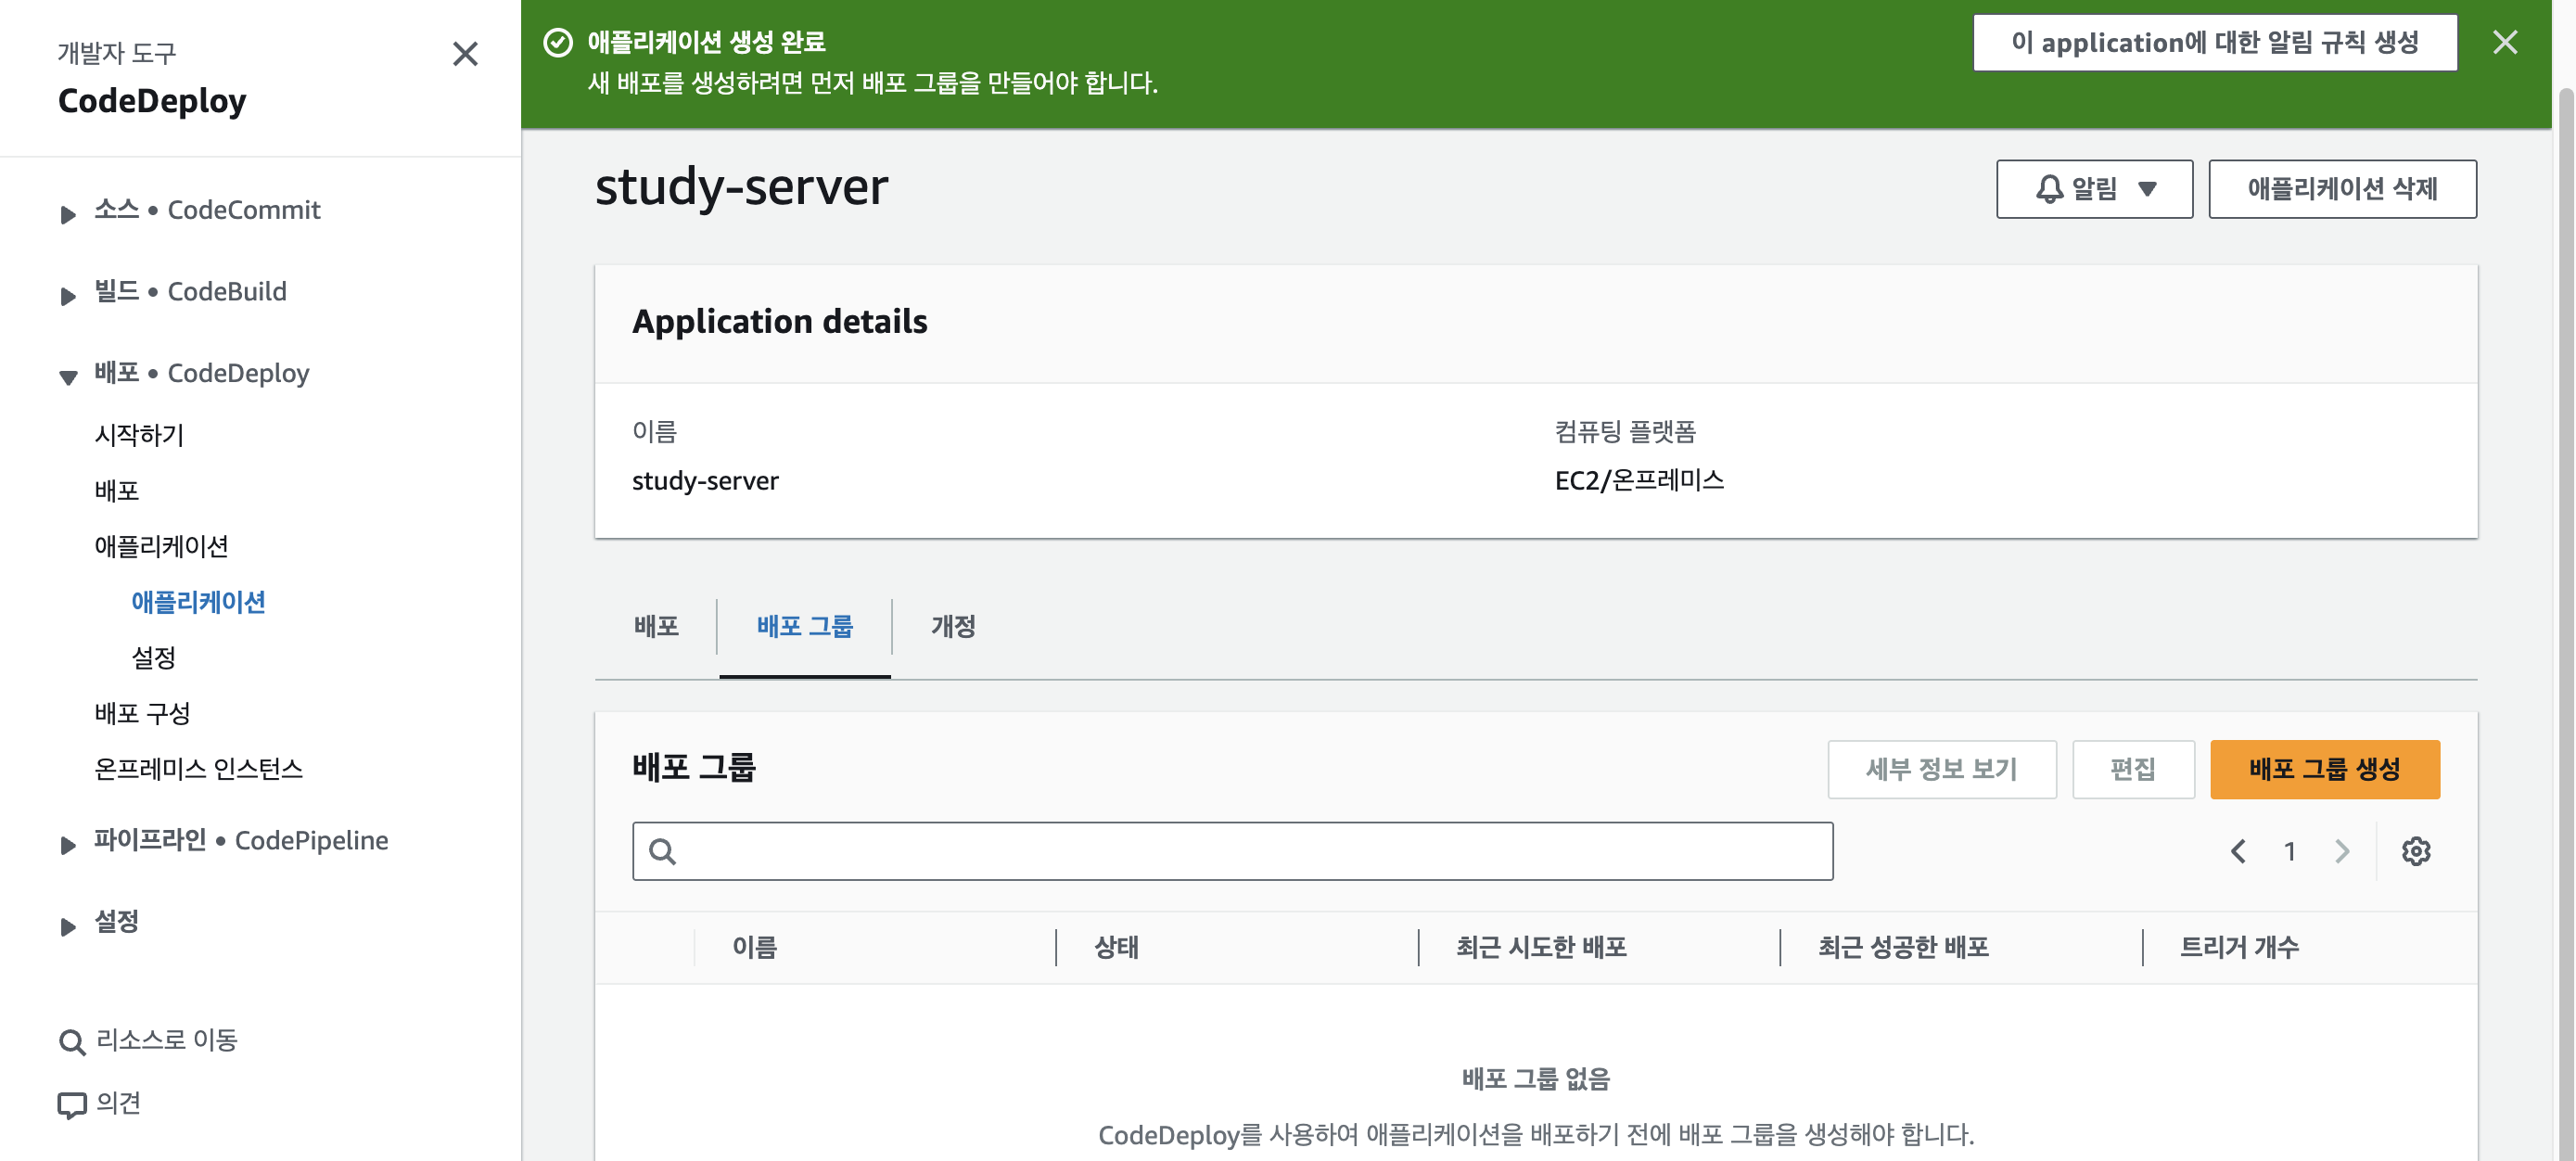 개발자 도구
CodeDeploy
소스 • CodeCommit
빌드 • CodeBuild
배포 • CodeDeploy
시작하기
배포
애플리케이션
애플리케이션
설정
배포 구성
온프레미스 인스턴스
파이프라인 • CodePipeline
설정
리소스로 이동
의견
애플리케이션 생성 완료
새 배포를 생성하려면 먼저 배포 그룹을 만들어야 합니다.
이 application에 대한 알림 규칙 생성
study-server
알림
애플리케이션 삭제
Application details
이름
study-server
컴퓨팅 플랫폼
EC2/온프레미스
배포
배포 그룹
개정
배포 그룹
세부 정보 보기
편집
배포 그룹 생성
1
이름
상태
최근 시도한 배포
최근 성공한 배포
트리거 개수
배포 그룹 없음
CodeDeploy를 사용하여 애플리케이션을 배포하기 전에 배포 그룹을 생성해야 합니다.